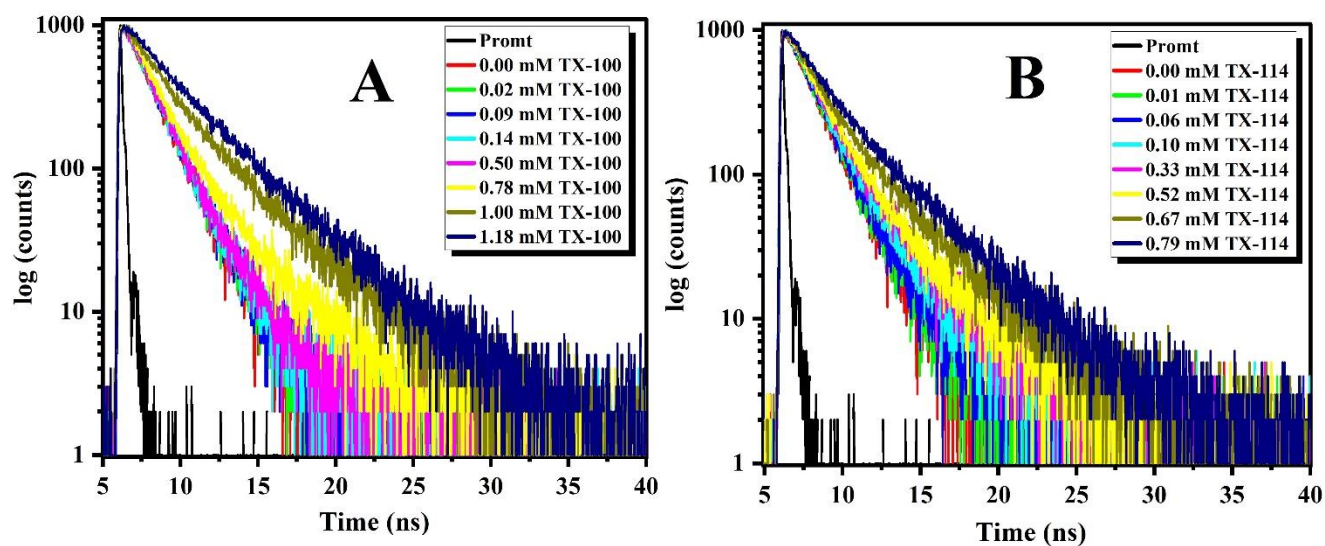 A
1000
100
10
1
log (counts)
5 10 15 20 25 30 35 40
Time (ns)
Promt
0.00 mM TX-100
0.02 mM TX-100
0.09 mM TX-100
0.14 mM TX-100
0.50 mM TX-100
0.78 mM TX-100
1.00 mM TX-100
1.18 mM TX-100
B
1000
100
10
1
log (counts)
5 10 15 20 25 30 35 40
Time (ns)
Promt
0.00 mM TX-114
0.01 mM TX-114
0.06 mM TX-114
0.10 mM TX-114
0.33 mM TX-114
0.52 mM TX-114
0.67 mM TX-114
0.79 mM TX-114